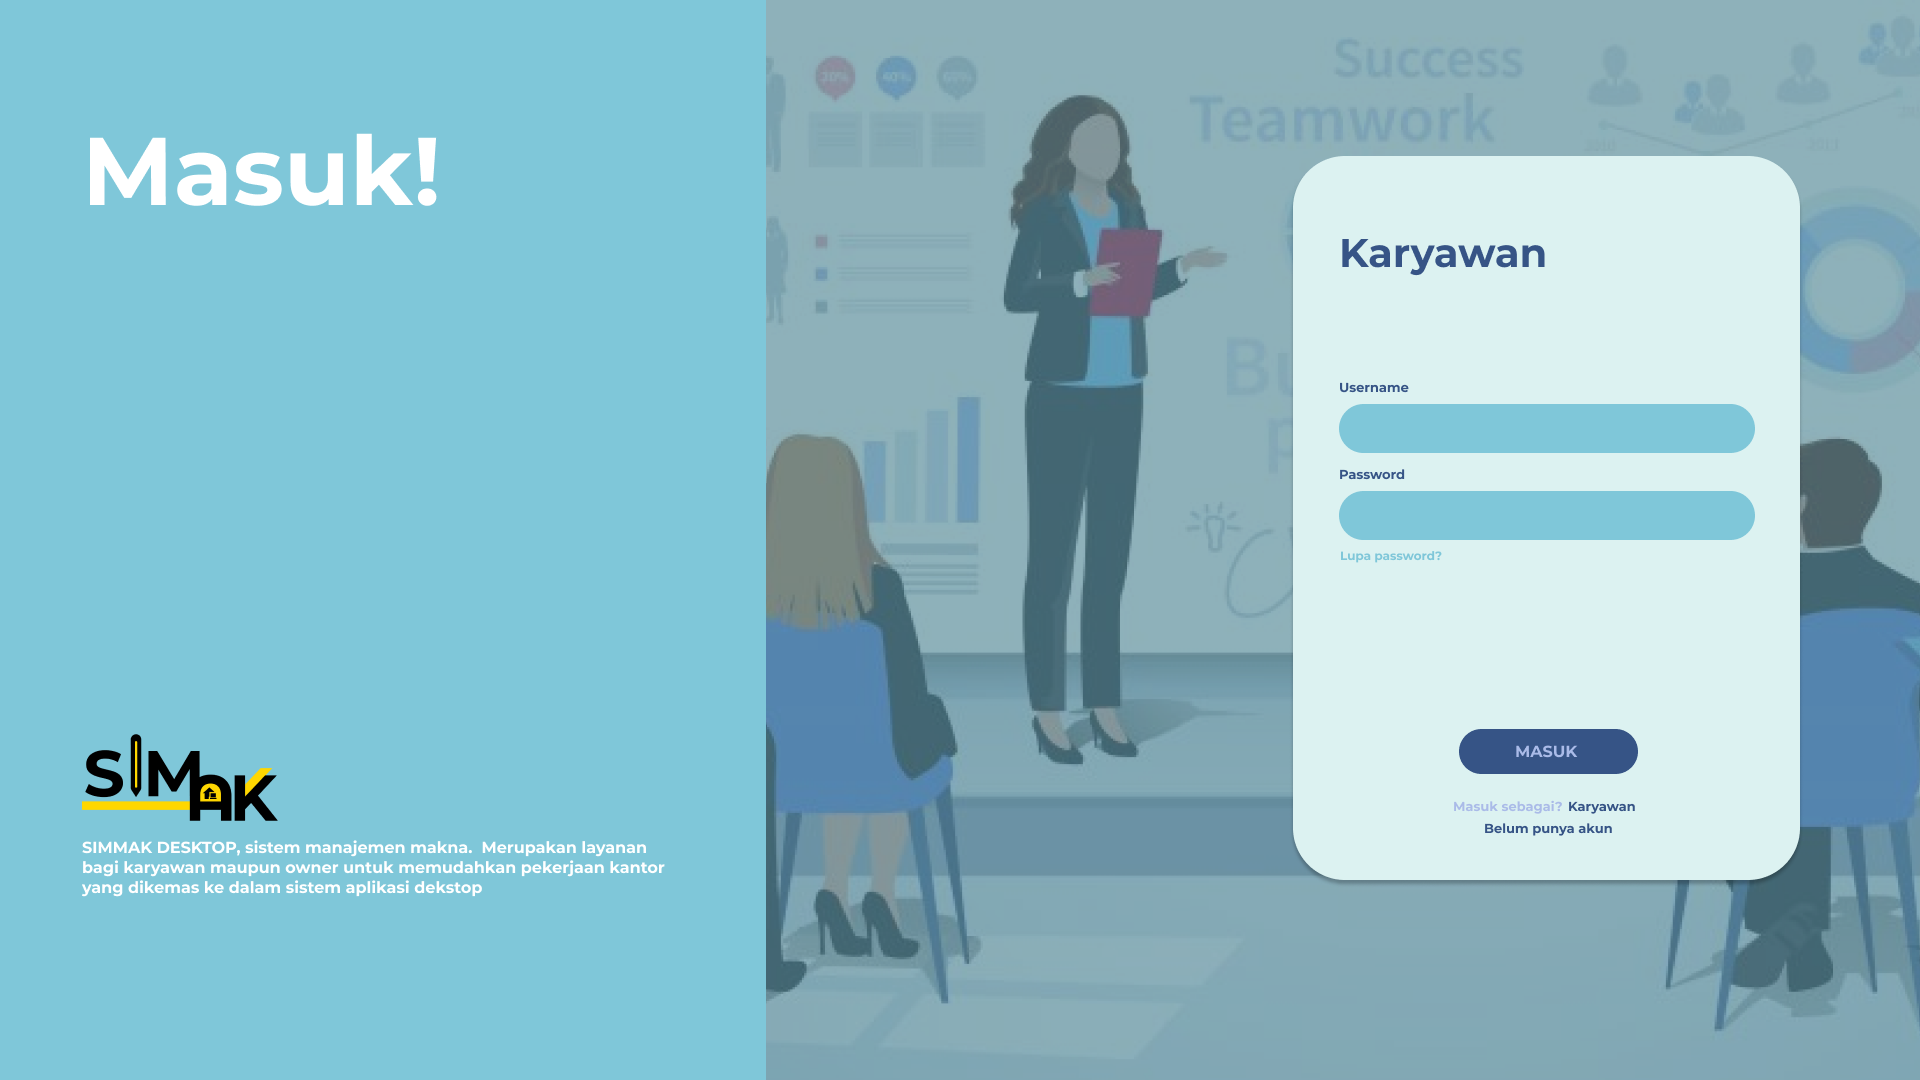 Masuk!
SIMAK
SIMMAK DESKTOP, sistem manajemen makna.  Merupakan layanan
bagi karyawan maupun owner untuk memudahkan pekerjaan kantor
yang dikemas ke dalam sistem aplikasi dekstop
20%
40%
60%
Success
Teamwork
2010
2013
Karyawan
Username
Password
Lupa password?
MASUK
Masuk sebagai? Karyawan
Belum punya akun